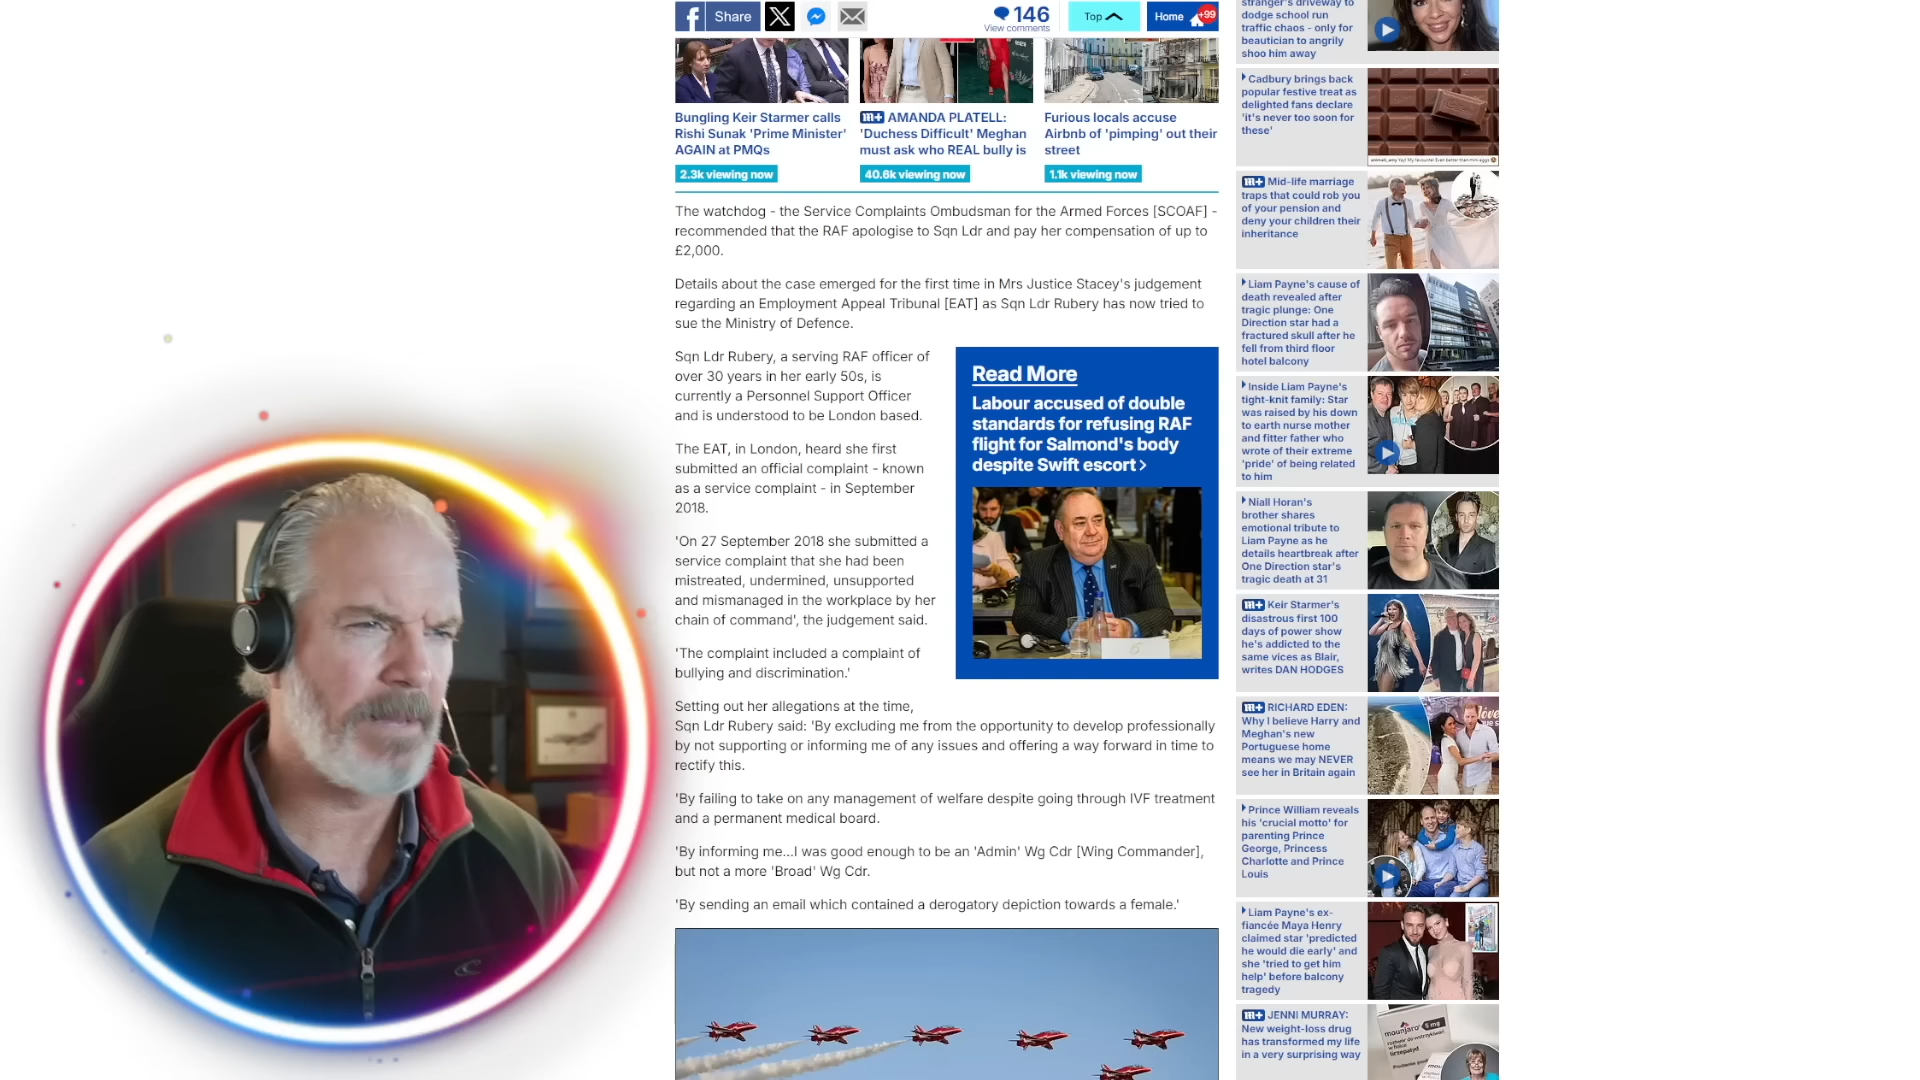 Share
146
View comments
Top
Home
+99
Bungling Keir Starmer calls
Rishi Sunak 'Prime Minister'
AGAIN at PMQs
2.3k viewing now
m+ AMANDA PLATELL:
'Duchess Difficult' Meghan
must ask who REAL bully is
40.6k viewing now
Furious locals accuse
Airbnb of 'pimping' out their
street
1.1k viewing now
The watchdog - the Service Complaints Ombudsman for the Armed Forces [SCOAF] -
recommended that the RAF apologise to Sqn Ldr and pay her compensation of up to
£2,000.
Details about the case emerged for the first time in Mrs Justice Stacey's judgement
regarding an Employment Appeal Tribunal [EAT] as Sqn Ldr Rubery has now tried to
sue the Ministry of Defence.
Sqn Ldr Rubery, a serving RAF officer of
over 30 years in her early 50s, is
currently a Personnel Support Officer
and is understood to be London based.
The EAT, in London, heard she first
submitted an official complaint - known
as a service complaint - in September
2018.
'On 27 September 2018 she submitted a
service complaint that she had been
mistreated, undermined, unsupported
and mismanaged in the workplace by her
chain of command', the judgement said.
'The complaint included a complaint of
bullying and discrimination.'
Read More
Labour accused of double
standards for refusing RAF
flight for Salmond's body
despite Swift escort >
Setting out her allegations at the time,
Sqn Ldr Rubery said: 'By excluding me from the opportunity to develop professionally
by not supporting or informing me of any issues and offering a way forward in time to
rectify this.
'By failing to take on any management of welfare despite going through IVF treatment
and a permanent medical board.
'By informing me...I was good enough to be an 'Admin' Wg Cdr [Wing Commander],
but not a more 'Broad' Wg Cdr.
'By sending an email which contained a derogatory depiction towards a female.'
stranger's driveway to
dodge school run
traffic chaos - only for
beautician to angrily
shoo him away
Cadbury brings back
popular festive treat as
delighted fans declare
'it's never too soon for
these'
m+ Mid-life marriage
traps that could rob you
of your pension and
deny your children their
inheritance
Liam Payne's cause of
death revealed after
tragic plunge: One
Direction star had a
fractured skull after he
fell from third floor
hotel balcony
Inside Liam Payne's
tight-knit family: Star
was raised by his down
to earth nurse mother
and fitter father who
wrote of their extreme
'pride' of being related
to him
Niall Horan's
brother shares
emotional tribute to
Liam Payne as he
details heartbreak after
One Direction star's
tragic death at 31
m+ Keir Starmer's
disastrous first 100
days of power show
he's addicted to the
same vices as Blair,
writes DAN HODGES
m+ RICHARD EDEN:
Why I believe Harry and
Meghan's new
Portuguese home
means we may NEVER
see her in Britain again
Prince William reveals
his 'crucial motto' for
parenting Prince
George, Princess
Charlotte and Prince
Louis
Liam Payne's ex-
fiancée Maya Henry
claimed star 'predicted
he would die early' and
she 'tried to get him
help' before balcony
tragedy
m+ JENNI MURRAY:
New weight-loss drug
has transformed my life
in a very surprising way
mounjaro 5 mg